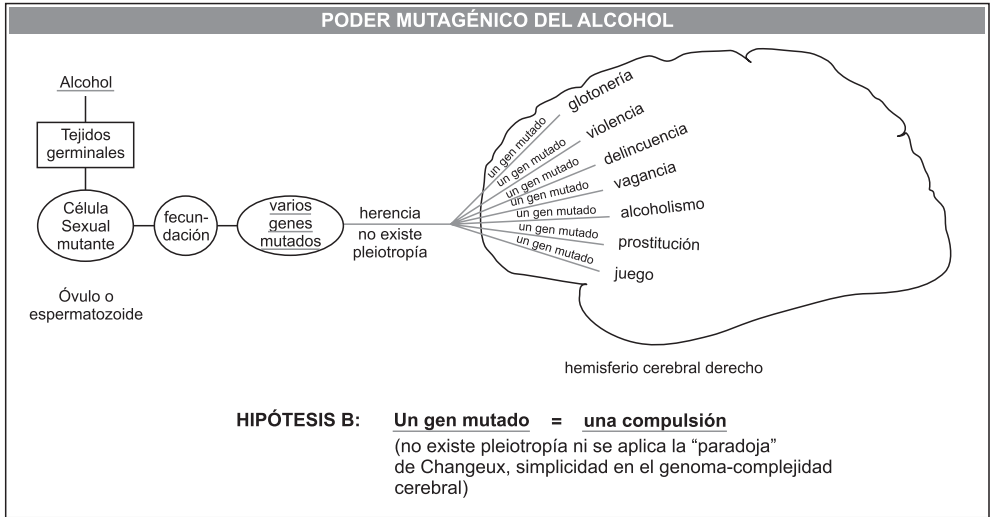 PODER MUTAGÉNICO DEL ALCOHOL
Alcohol
Tejidos
germinales
Célula
Sexual
mutante
fecun-
dación
varios
genes
mutados
herencia
no existe
pleiotropía
Óvulo o
espermatozoide
un gen mutado
glotonería
un gen mutado
violencia
un gen mutado
delincuencia
un gen mutado
vagancia
un gen mutado
alcoholismo
un gen mutado
prostitución
un gen mutado
juego
hemisferio cerebral derecho
HIPÓTESIS B: Un gen mutado = una compulsión
(no existe pleiotropía ni se aplica la “paradoja”
de Changeux, simplicidad en el genoma-complejidad
cerebral)